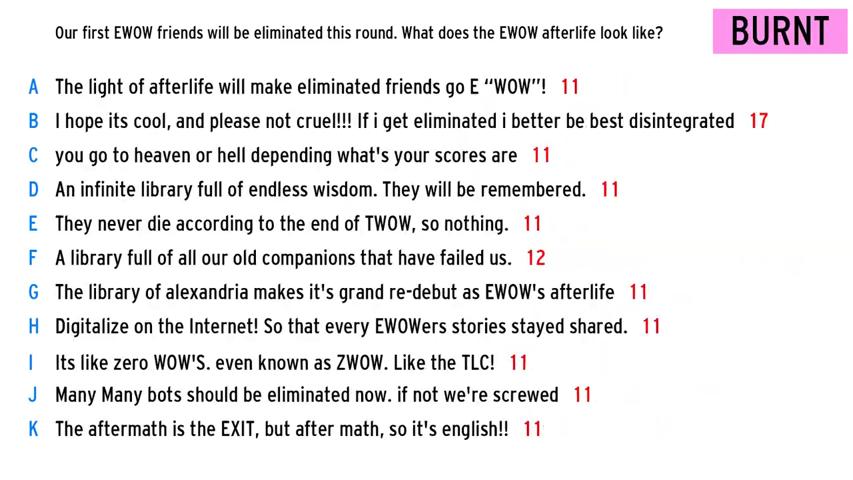 Our first EWOW friends will be eliminated this round. What does the EWOW afterlife look like?
BURNT
A The light of afterlife will make eliminated friends go E “WOW”! 11
B I hope its cool, and please not cruel!!! If i get eliminated i better be best disintegrated 17
C you go to heaven or hell depending what's your scores are 11
D An infinite library full of endless wisdom. They will be remembered. 11
E They never die according to the end of TWOW, so nothing. 11
F A library full of all our old companions that have failed us. 12
G The library of alexandria makes it's grand re-debut as EWOW's afterlife 11
H Digitalize on the Internet! So that every EWOWers stories stayed shared. 11
I Its like zero WOW'S. even known as ZWOW. Like the TLC! 11
J Many Many bots should be eliminated now. if not we're screwed 11
K The aftermath is the EXIT, but after math, so it's english!! 11